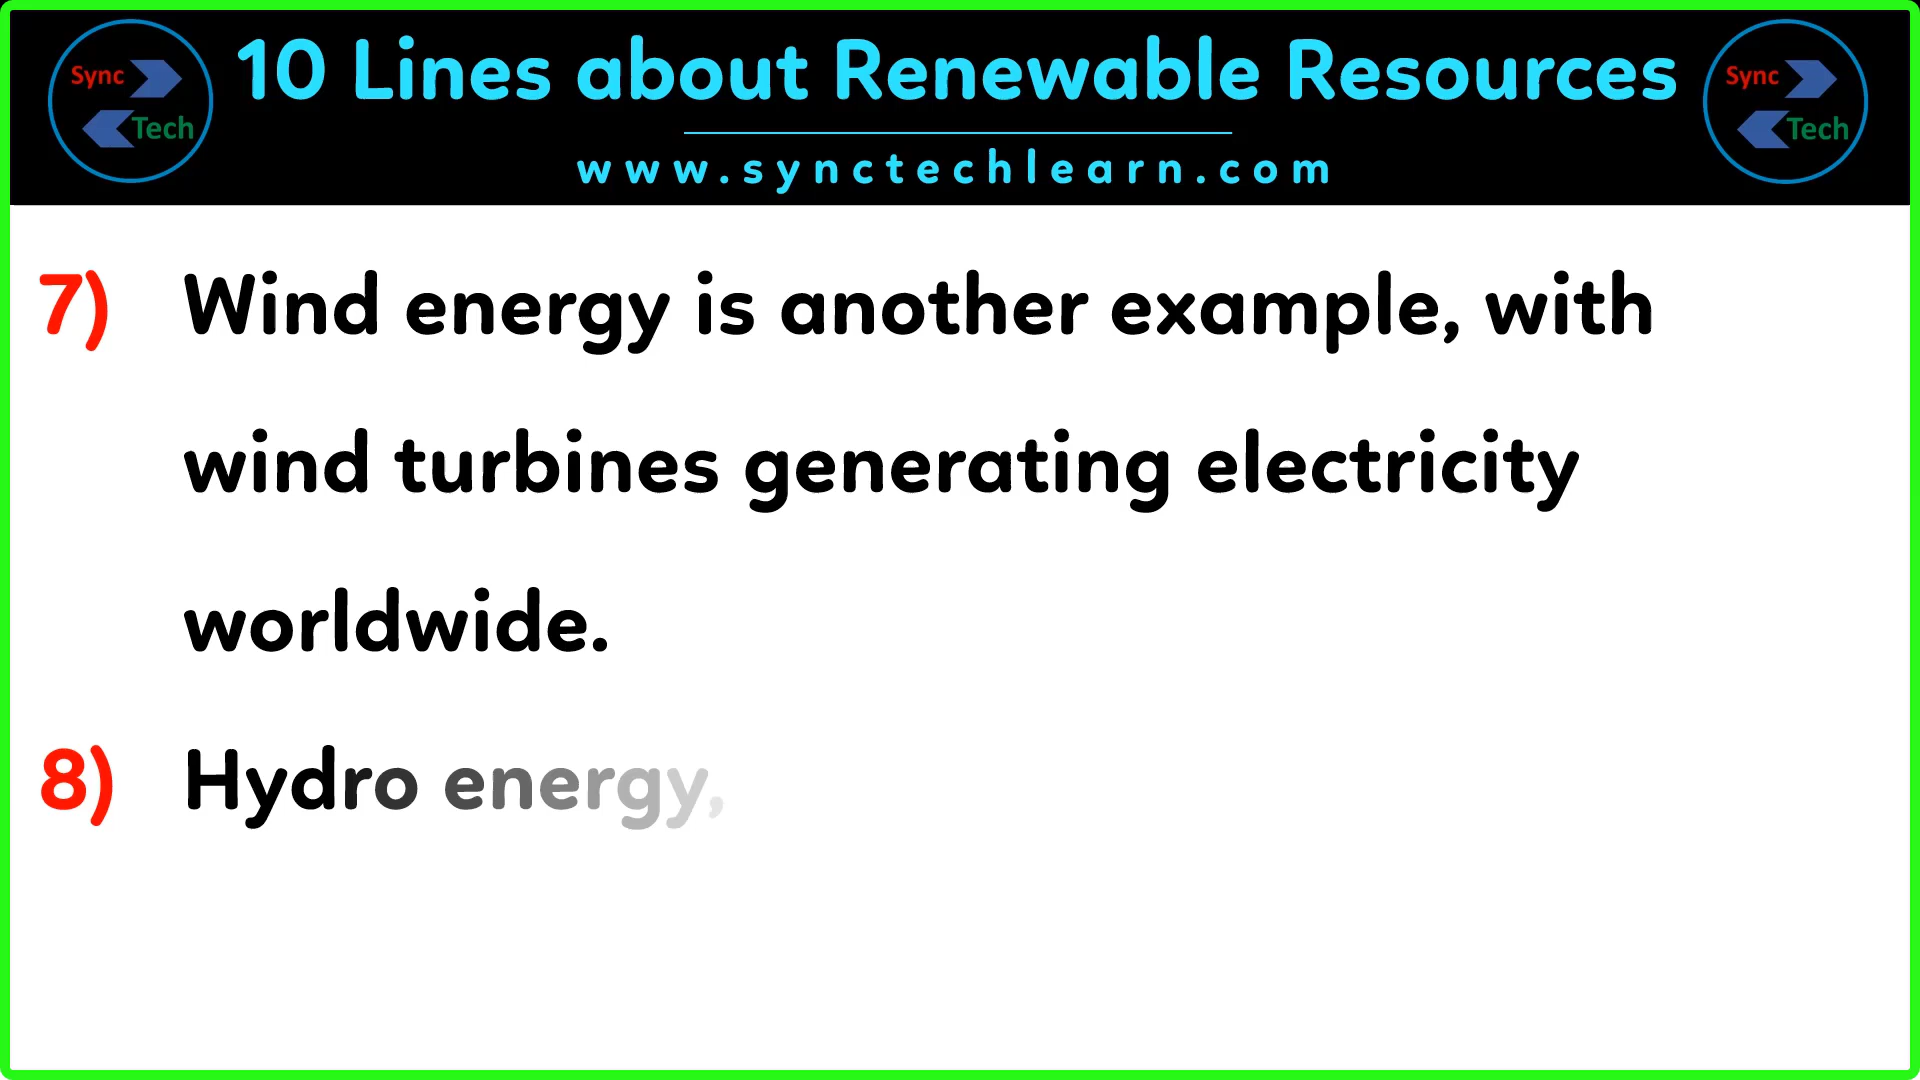 Sync
Tech
10 Lines about Renewable Resources
www.synctechlearn.com
Sync
Tech
7) Wind energy is another example, with
wind turbines generating electricity
worldwide.
8) Hydro energy,